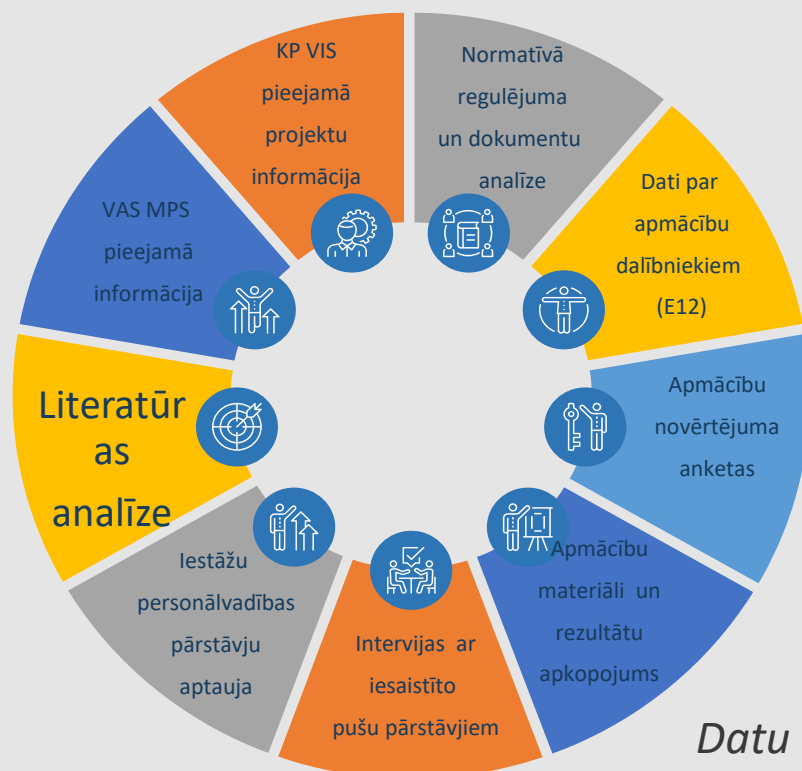 KP VIS
pieejamā
projektu
informācija
Normatīvā
regulējuma
un dokumentu
analīze
Dati par
apmācību
dalībniekiem
(E12)
Apmācību
novērtējuma
anketas
Apmācību
materiāli un
rezultātu
apkopojums
Intervijas ar
iesaistīto
pušu pārstāvjiem
Iestāžu
personālvadības
pārstāvju
aptauja
Literatūr
as
analīze
VAS MPS
pieejamā
informācija
Datu